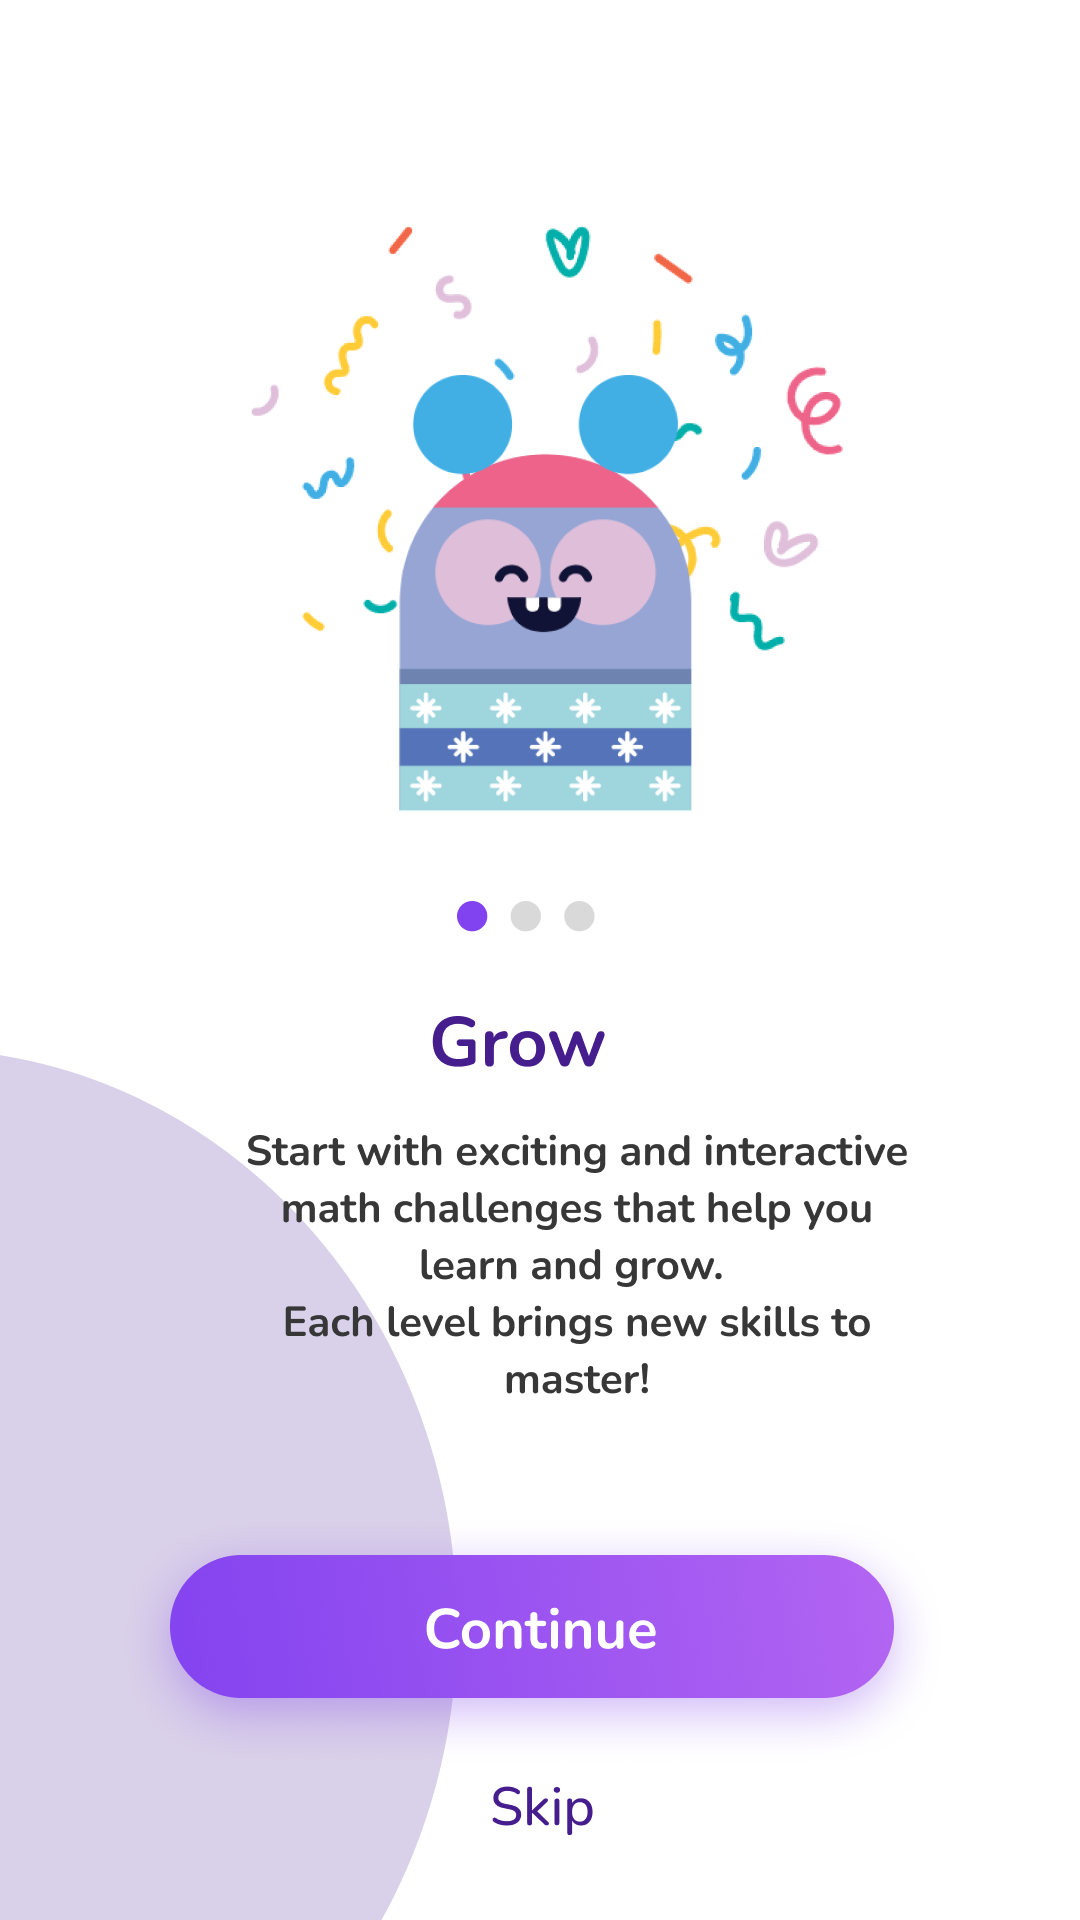 Grow
Start with exciting and interactive
math challenges that help you
learn and grow.
Each level brings new skills to
master!
Continue
Skip